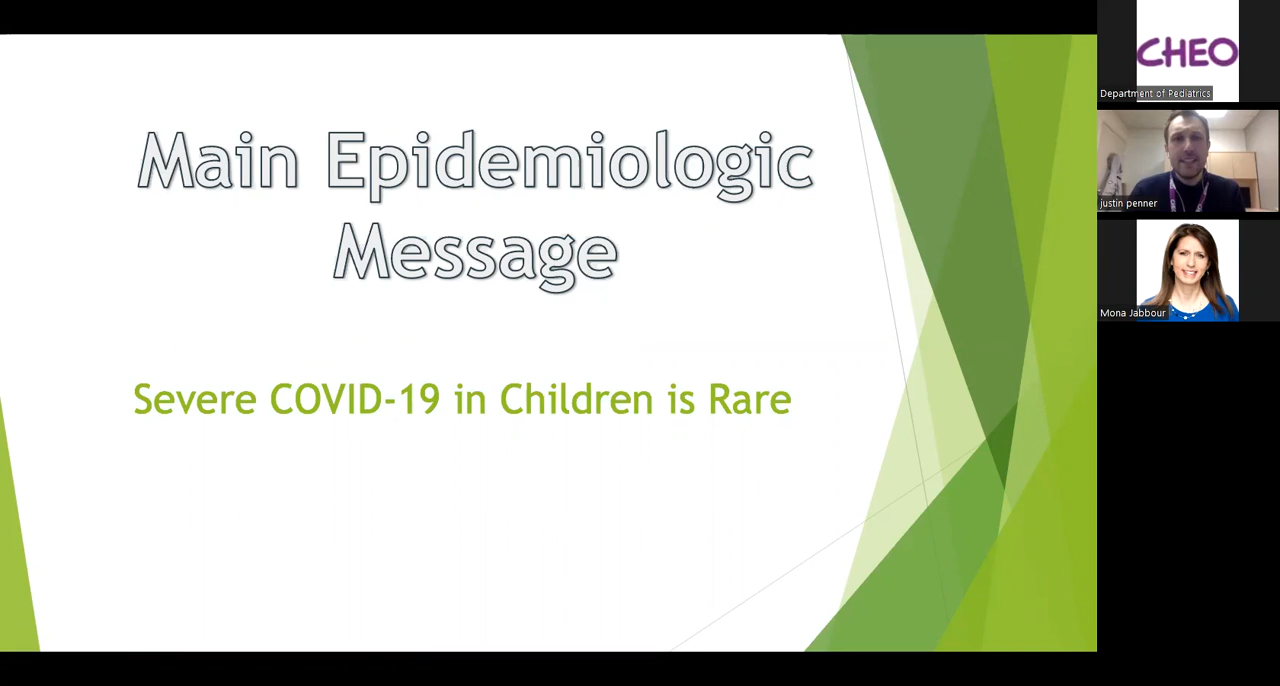 Main Epidemiologic
Message
Severe COVID-19 in Children is Rare
CHEO
Department of Pediatrics
justin penner
Mona Jabbour